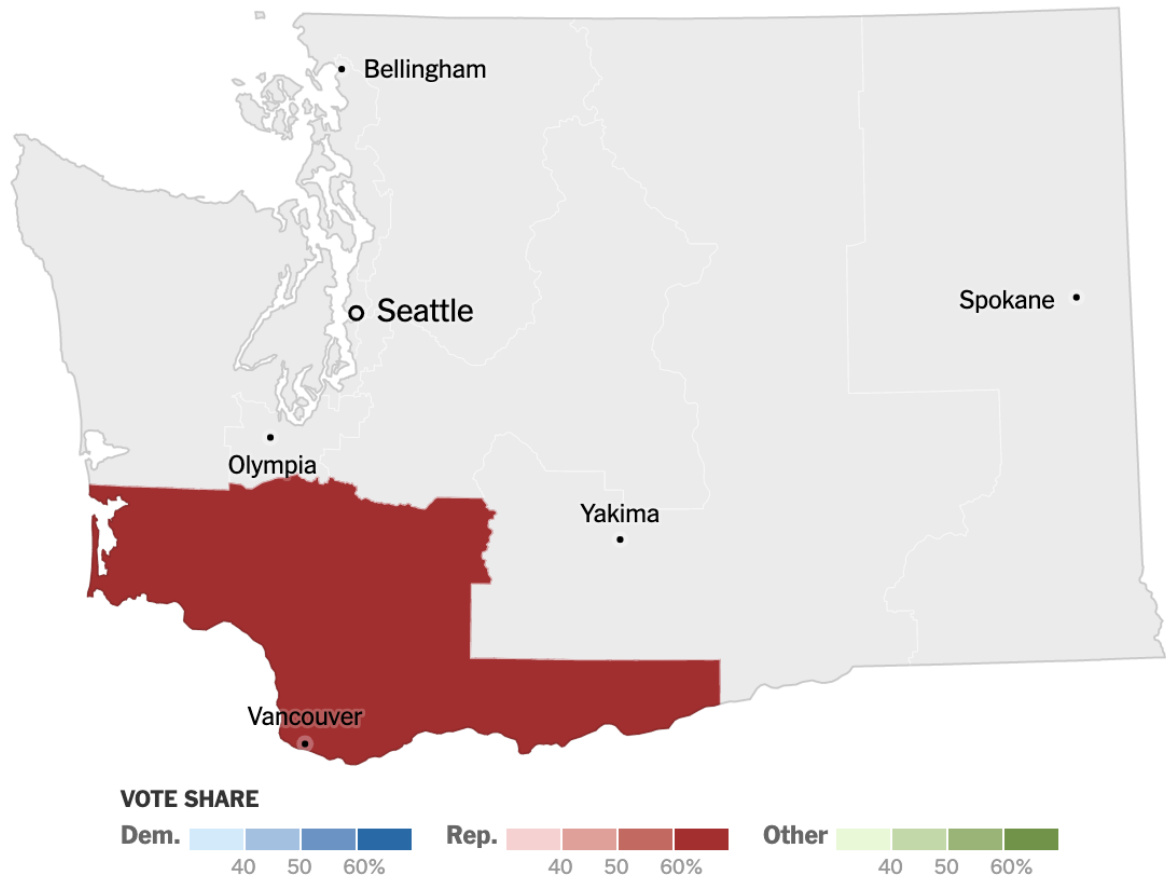 Bellingham
Seattle
Spokane
Olympia
Yakima
Vancouver
VOTE SHARE
Dem. Rep. Other
40 50 60% 40 50 60% 40 50 60%